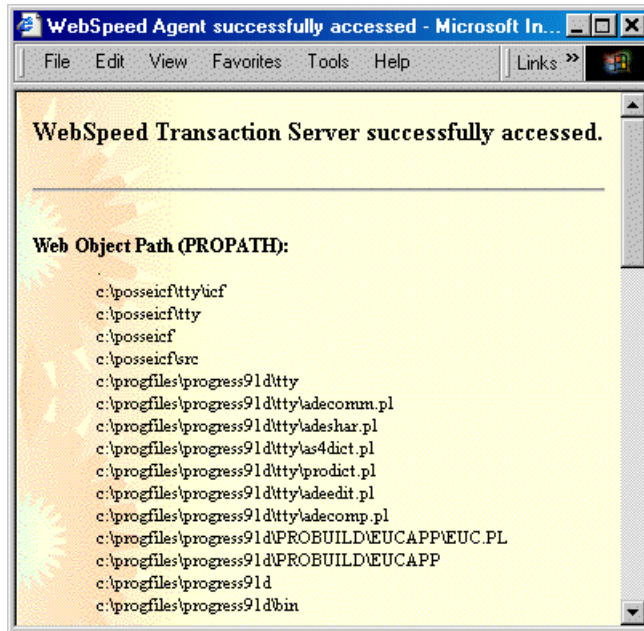 WebSpeed Agent successfully accessed - Microsoft In...
File Edit View Favorites Tools Help Links »
WebSpeed Transaction Server successfully accessed.
Web Object Path (PROPATH):
.
c:\posseicf\tty\icf
c:\posseicf\tty
c:\posseicf
c:\posseicf\src
c:\progfiles\progress91d\tty
c:\progfiles\progress91d\tty\adecomm.pl
c:\progfiles\progress91d\tty\adeshar.pl
c:\progfiles\progress91d\tty\as4dict.pl
c:\progfiles\progress91d\tty\prodict.pl
c:\progfiles\progress91d\tty\adeedit.pl
c:\progfiles\progress91d\tty\adecomp.pl
c:\progfiles\progress91d\PROBUILD\EUCAPP\EUC.PL
c:\progfiles\progress91d\PROBUILD\EUCAPP
c:\progfiles\progress91d
c:\progfiles\progress91d\bin